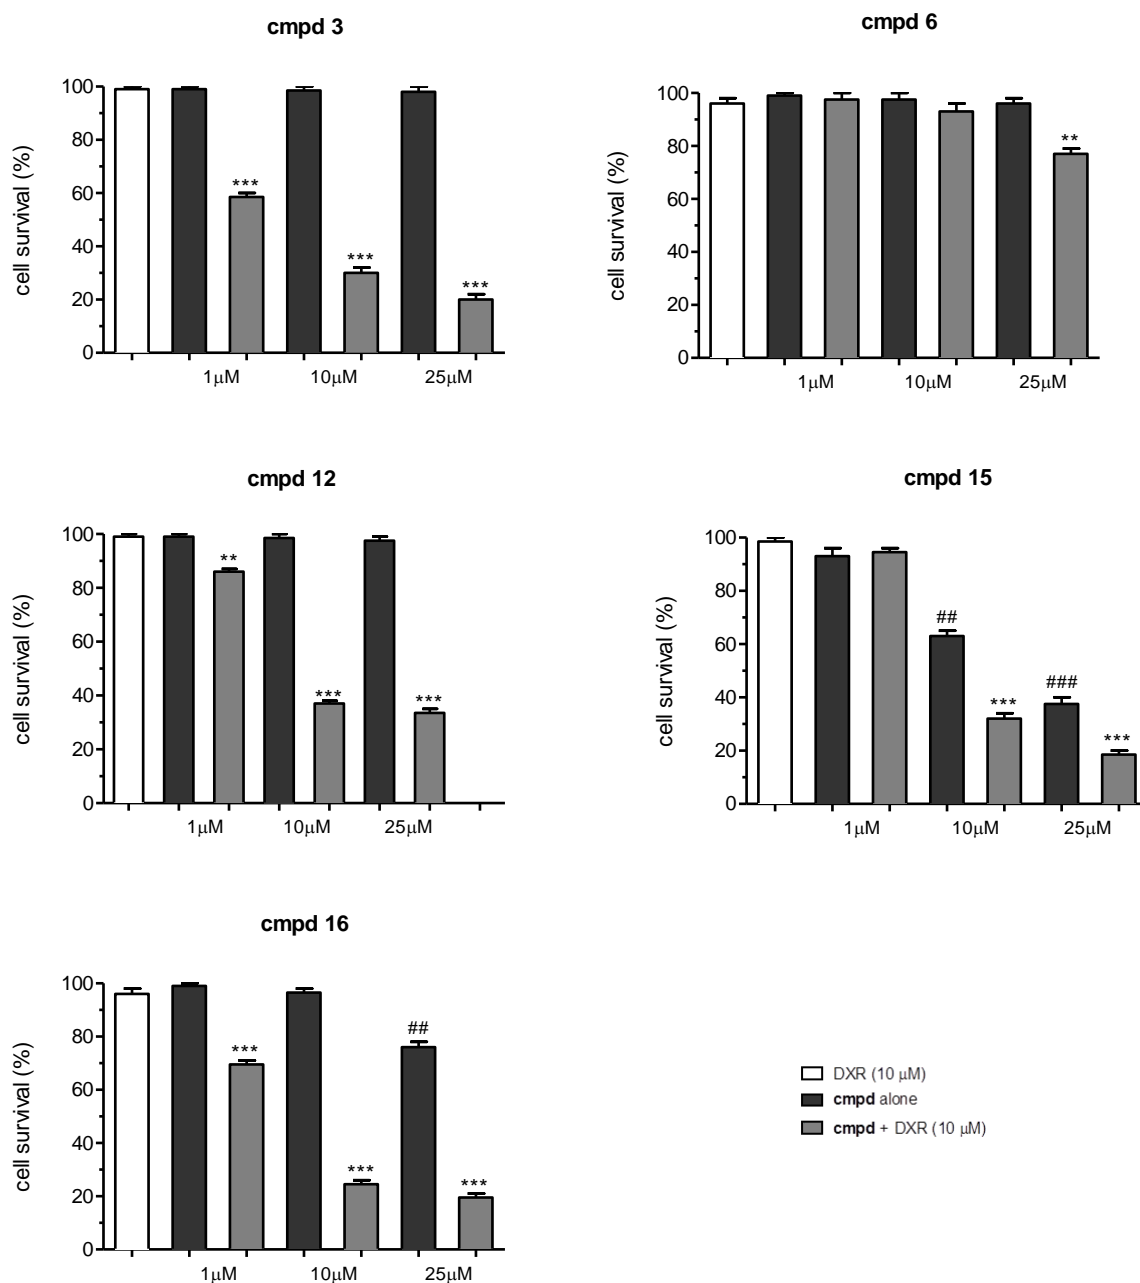 cmpd 3
cell survival (%)
100
80
60
40
20
0
***
***
***
1μM 10μM 25μM
cmpd 6
cell survival (%)
100
80
60
40
20
0
**
1μM 10μM 25μM
cmpd 12
cell survival (%)
100
80
60
40
20
0
**
***
***
1μM 10μM 25μM
cmpd 15
cell survival (%)
100
80
60
40
20
0
##
***
###
***
1μM 10μM 25μM
cmpd 16
cell survival (%)
100
80
60
40
20
0
***
***
##
***
1μM 10μM 25μM
DXR (10 μM)
cmpd alone
cmpd + DXR (10 μM)